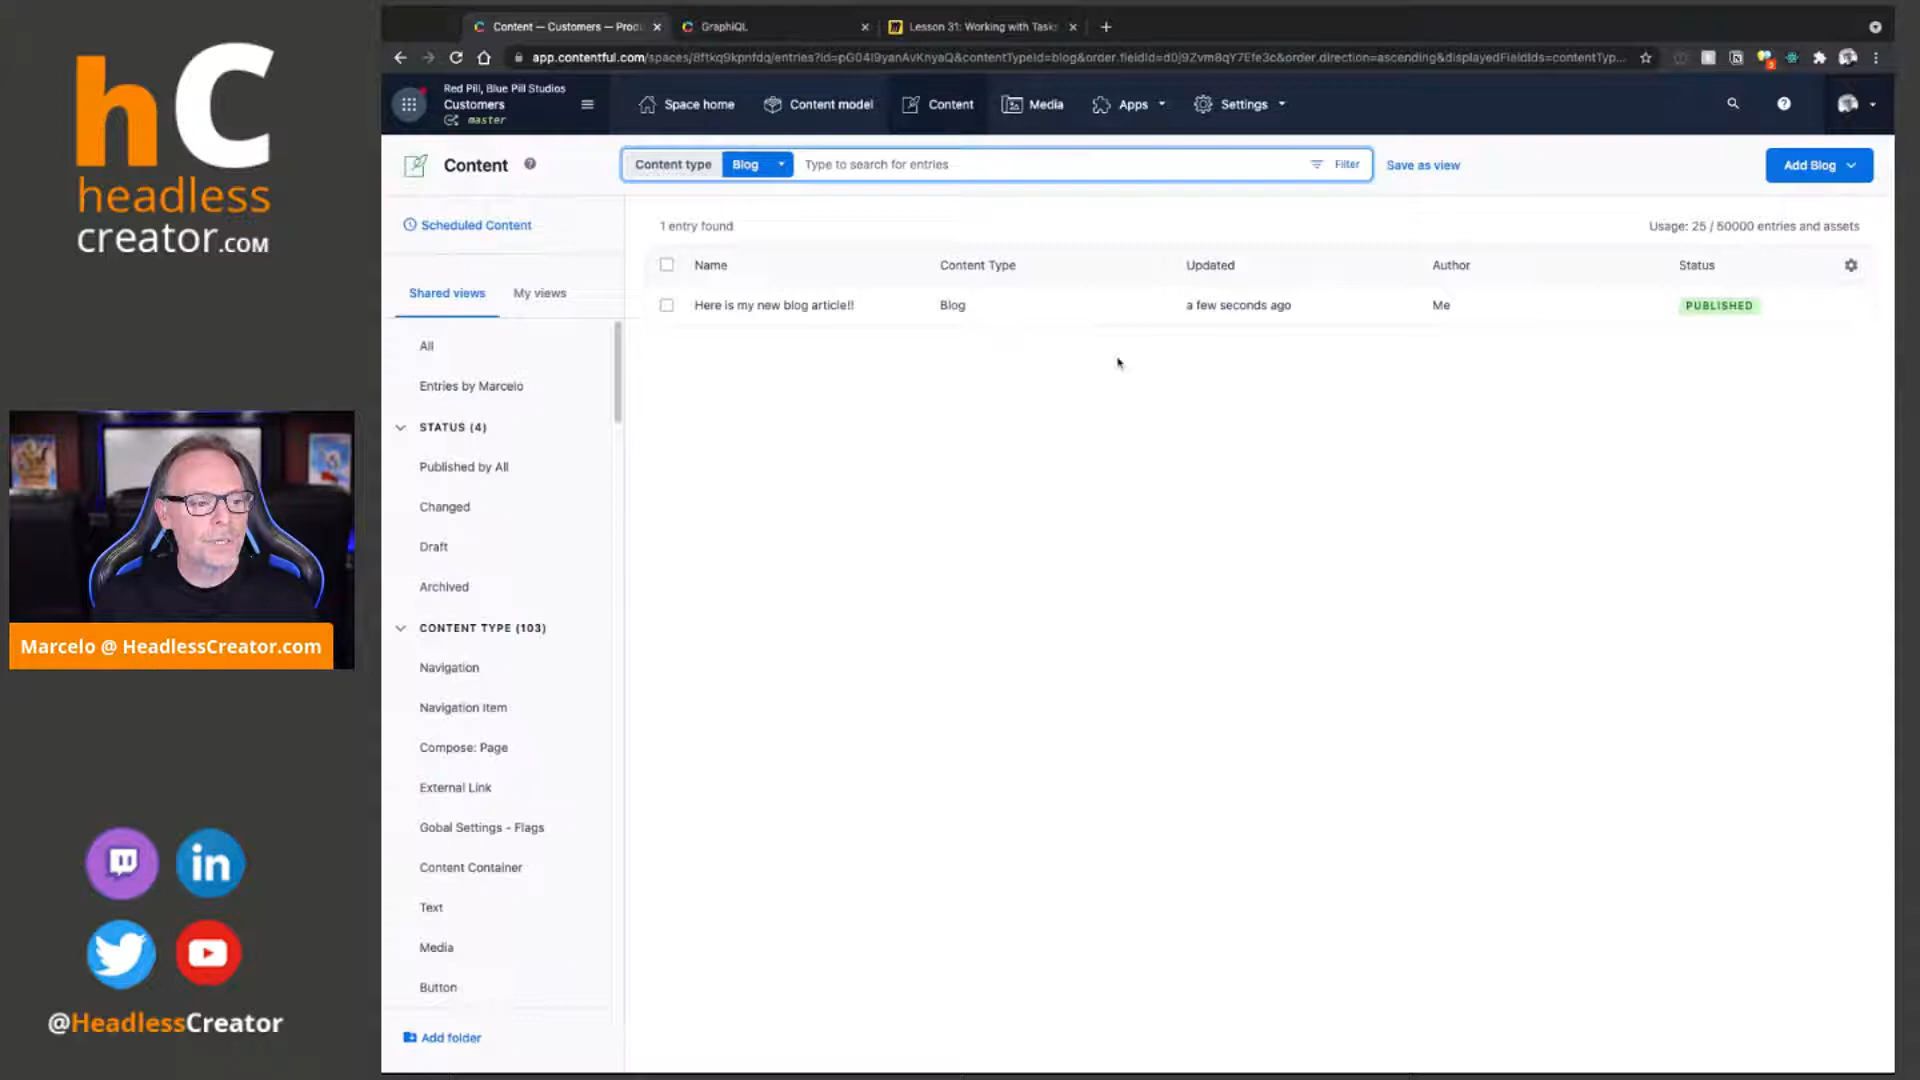 hC
headless
creator.com
Marcelo @ HeadlessCreator.com
in
@HeadlessCreator
Content — Customers — Produ
GraphiQL
Lesson 31: Working with Tasks
app.contentful.com/spaces/8ftkq9kpnfdq/entries?id=pG04I9yanAvKnyaQ&contentTypeId=blog&order.fieldId=d0j9Zvm8qY7Efe3c&order.direction=ascending&displayedFieldIds=contentTyp...
Red Pill, Blue Pill Studios
Customers
master
Space home
Content model
Content
Media
Apps
Settings
Content
Content type
Blog
Type to search for entries
Filter
Save as view
Add Blog
Scheduled Content
Shared views
My views
All
Entries by Marcelo
STATUS (4)
Published by All
Changed
Draft
Archived
CONTENT TYPE (103)
Navigation
Navigation Item
Compose: Page
External Link
Gobal Settings - Flags
Content Container
Text
Media
Button
Add folder
1 entry found
Usage: 25 / 50000 entries and assets
Name Content Type Updated Author Status
Here is my new blog article!! Blog a few seconds ago Me PUBLISHED